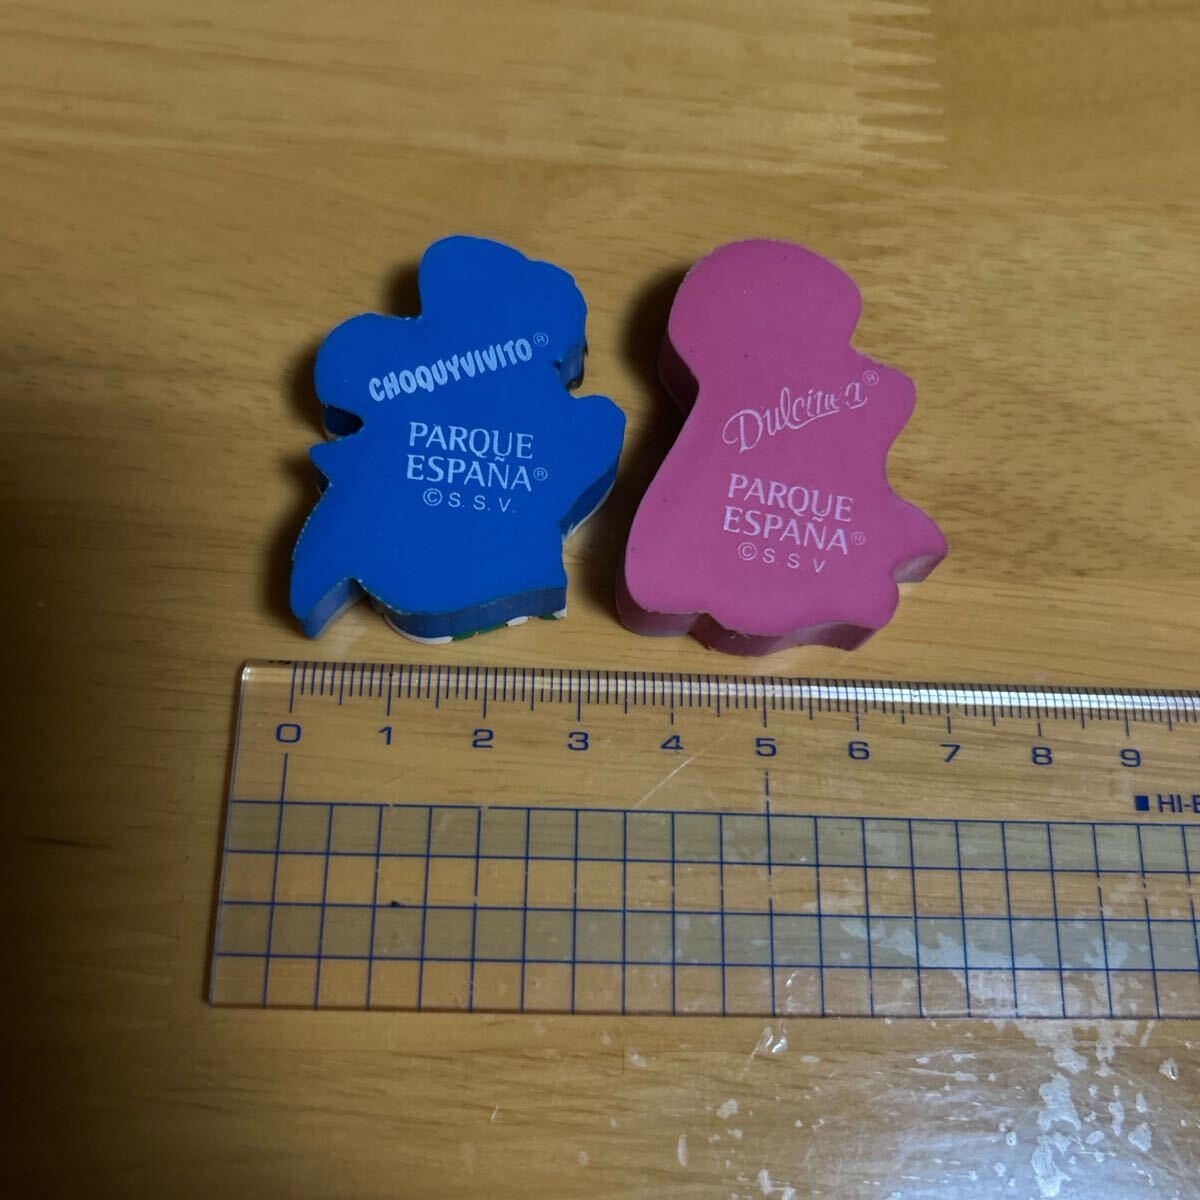 CHOQUYVIVITO®
PARQUE
ESPAÑA®
©S. S. V.
Dulcinea®
PARQUE
ESPAÑA®
©S. S. V
0 1 2 3 4 5 6 7 8 9